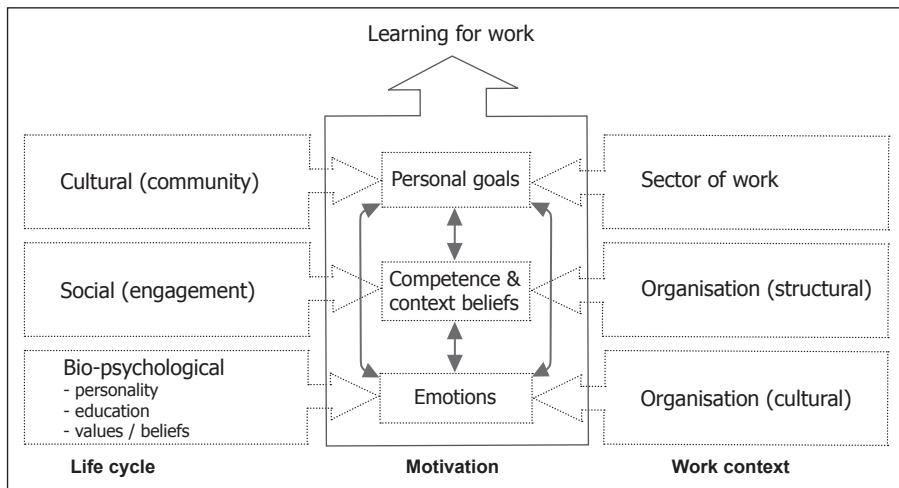 Learning for work
Cultural (community)
Personal goals
Sector of work
Social (engagement)
Competence &
context beliefs
Organisation (structural)
Bio-psychological
- personality
- education
- values / beliefs
Emotions
Organisation (cultural)
Life cycle
Motivation
Work context